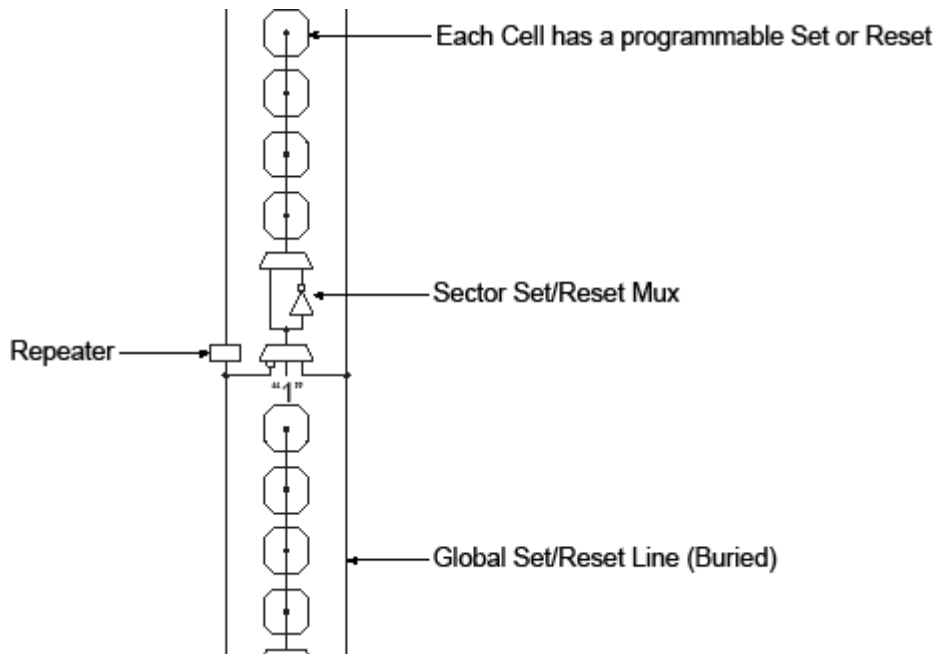 Each Cell has a programmable Set or Reset
Sector Set/Reset Mux
Repeater
“1”
Global Set/Reset Line (Buried)